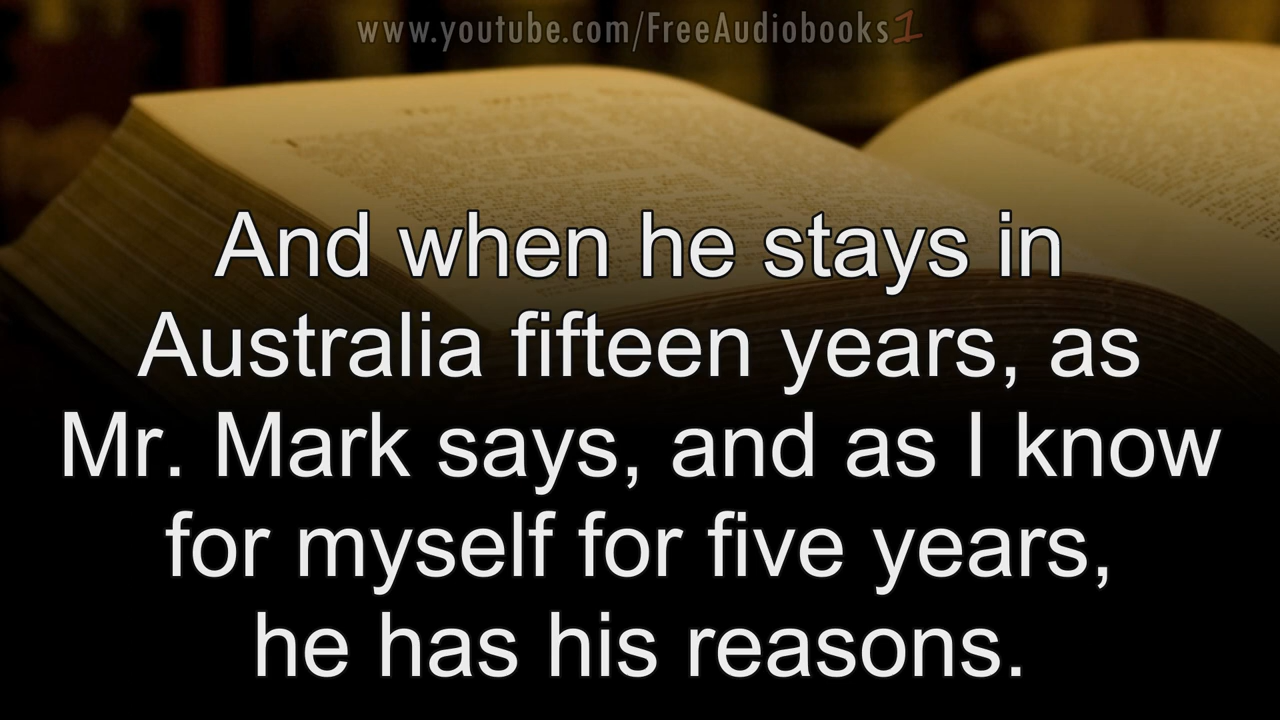 www.youtube.com/FreeAudiobooks1
And when he stays in
Australia fifteen years, as
Mr. Mark says, and as I know
for myself for five years,
he has his reasons.